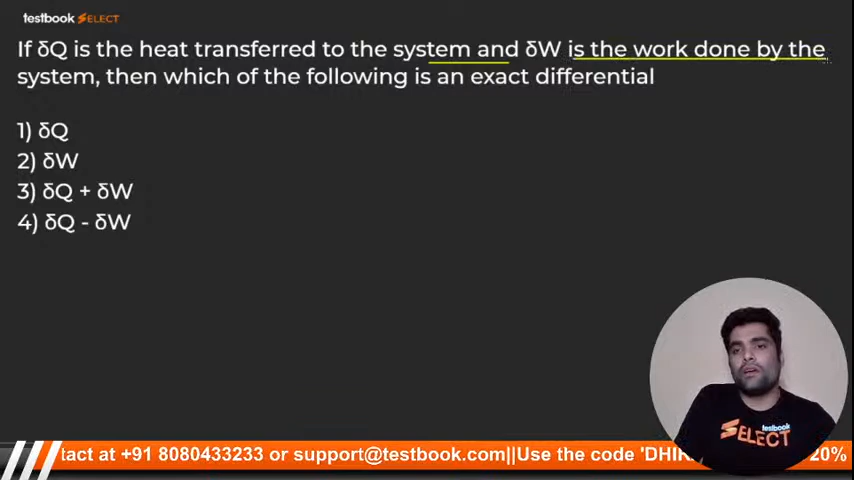 testbook SELECT
If δQ is the heat transferred to the system and δW is the work done by the
system, then which of the following is an exact differential
1) δQ
2) δW
3) δQ + δW
4) δQ - δW
testbook
SELECT
tact at +91 8080433233 or support@testbook.com||Use the code 'DHIR 20%